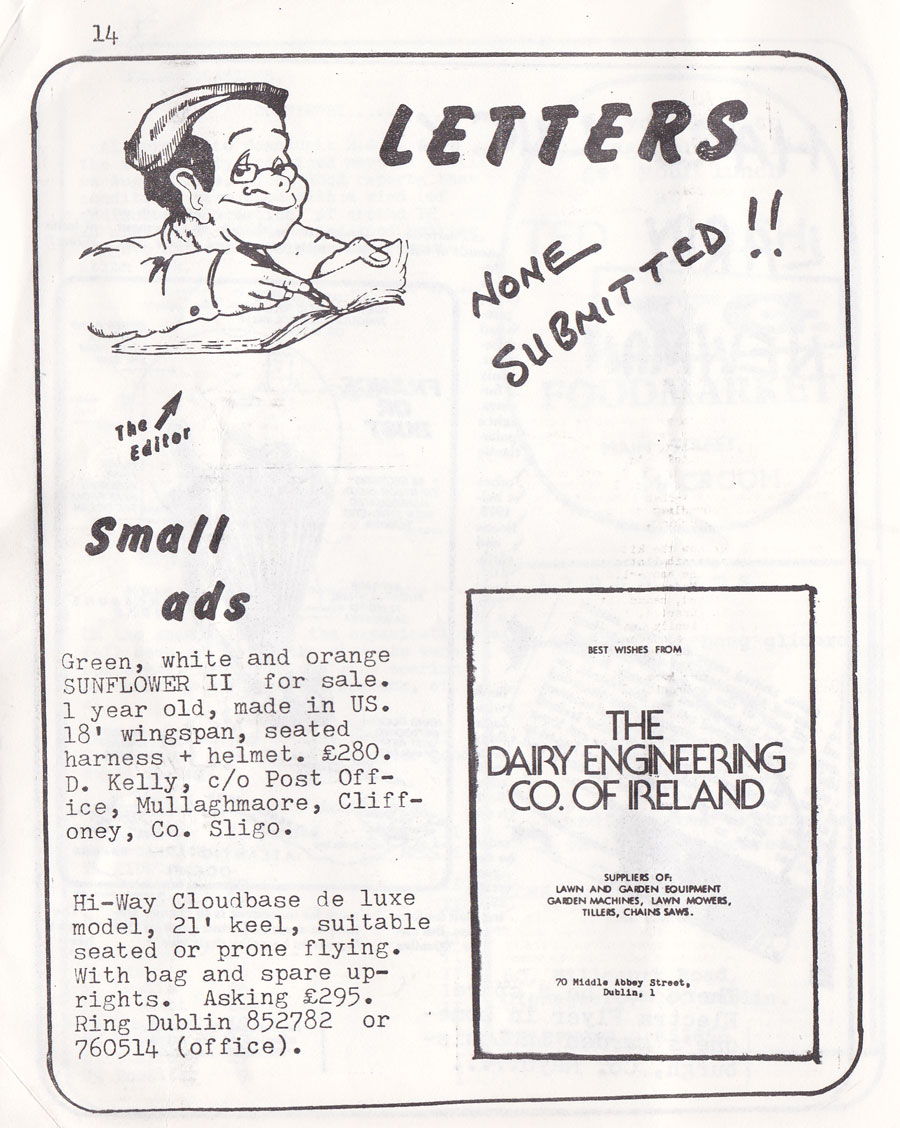 14
LETTERS
NONE
SUBMITTED!!
The
Editor
Small
ads
Green, white and orange
SUNFLOWER II for sale.
1 year old, made in US.
18' wingspan, seated
harness + helmet. £280.
D. Kelly, c/o Post Off-
ice, Mullaghmaore, Cliff-
oney, Co. Sligo.
Hi-Way Cloudbase de luxe
model, 21' keel, suitable
seated or prone flying.
With bag and spare up-
rights. Asking £295.
Ring Dublin 852782 or
760514 (office).
BEST WISHES FROM
THE
DAIRY ENGINEERING
CO. OF IRELAND
SUPPLIERS OF:
LAWN AND GARDEN EQUIPMENT
GARDEN MACHINES, LAWN MOWERS,
TILLERS, CHAINS SAWS.
70 Middle Abbey Street,
Dublin, 1